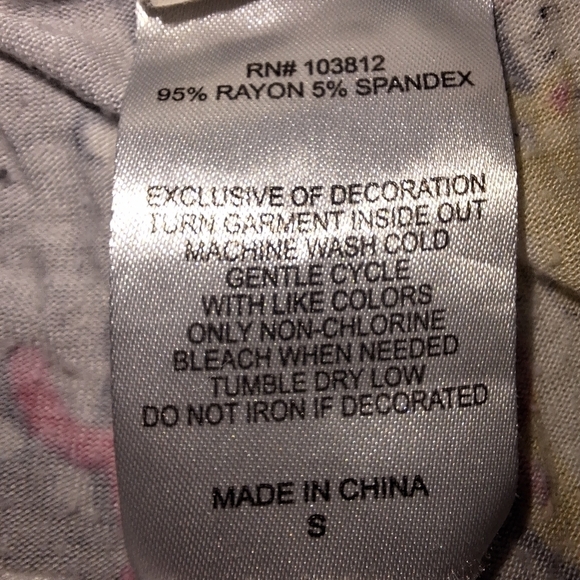 RN# 103812
95% RAYON 5% SPANDEX
EXCLUSIVE OF DECORATION
TURN GARMENT INSIDE OUT
MACHINE WASH COLD
GENTLE CYCLE
WITH LIKE COLORS
ONLY NON-CHLORINE
BLEACH WHEN NEEDED
TUMBLE DRY LOW
DO NOT IRON IF DECORATED
MADE IN CHINA
S